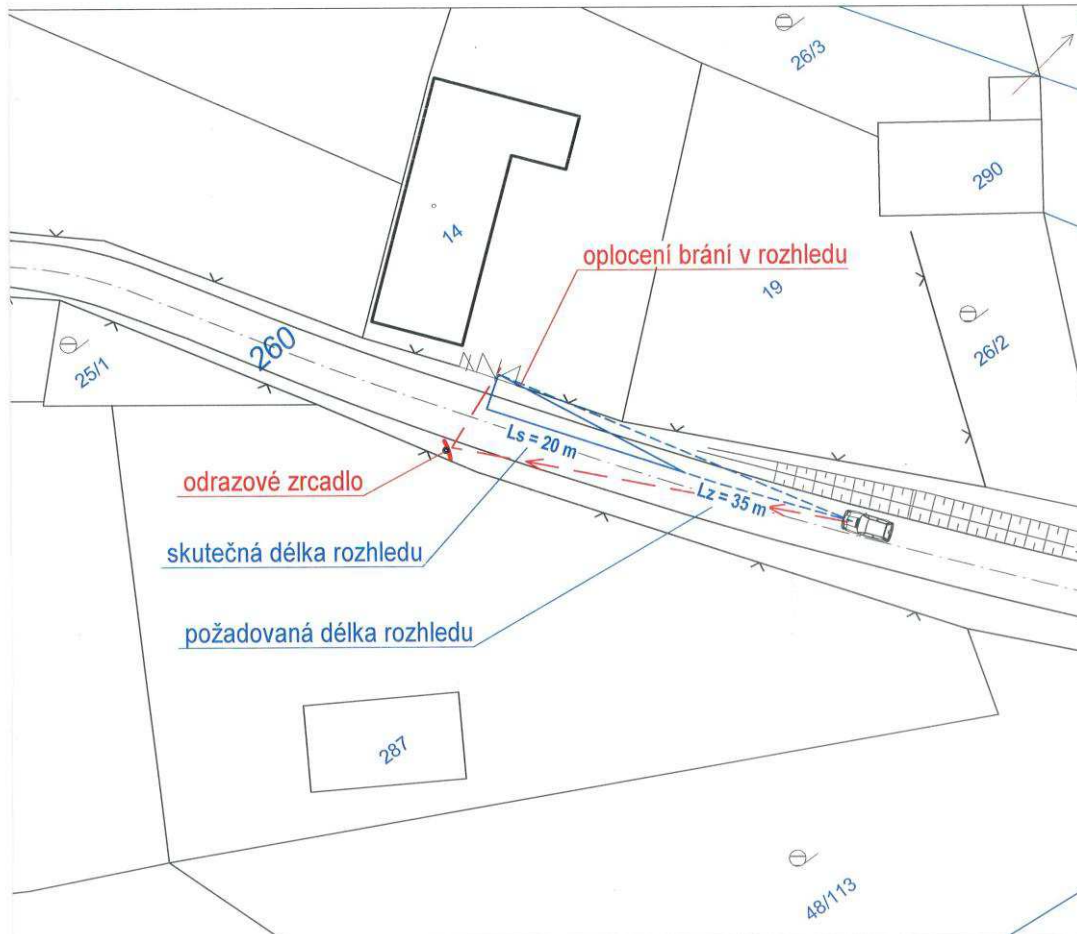 26/3
290
14
oplocení brání v rozhledu
19
26/2
260
25/1
Ls = 20 m
odrazové zrcadlo
Lz = 35 m
skutečná délka rozhledu
požadovaná délka rozhledu
287
48/113